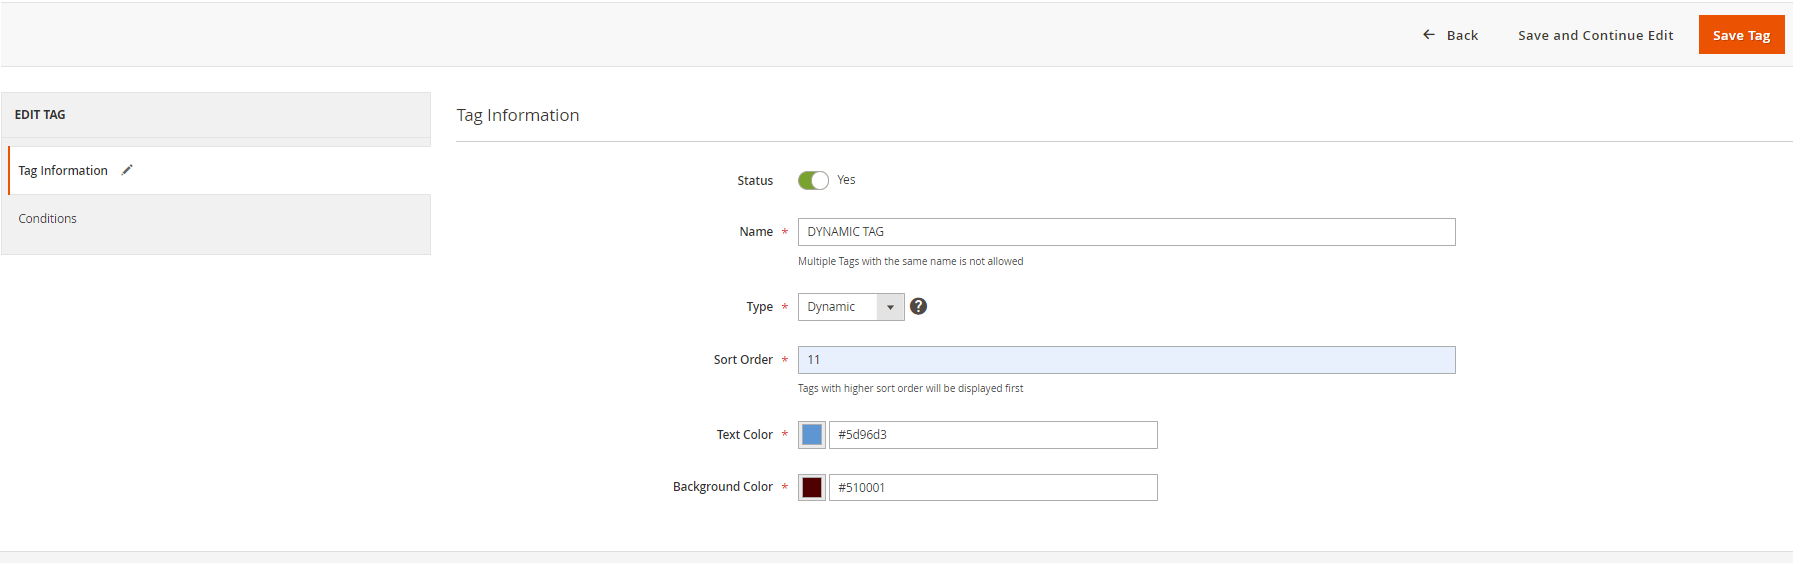 Back
Save and Continue Edit
Save Tag
EDIT TAG
Tag Information
Conditions
Tag Information
Status
Yes
Name *
DYNAMIC TAG
Multiple Tags with the same name is not allowed
Type *
Dynamic
?
Sort Order *
11
Tags with higher sort order will be displayed first
Text Color *
#5d96d3
Background Color *
#510001